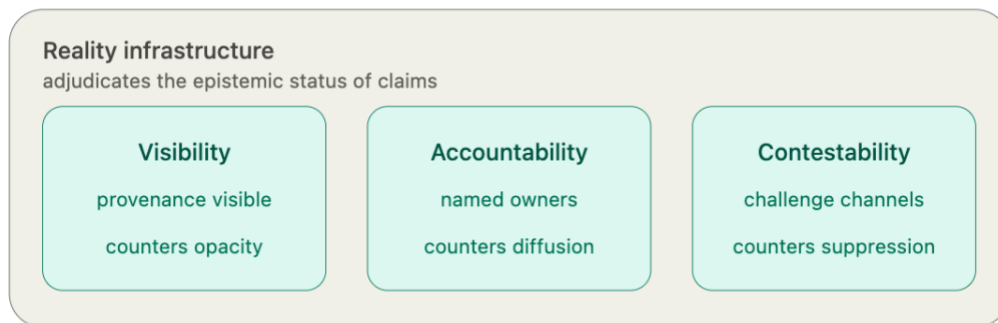 Reality infrastructure
adjudicates the epistemic status of claims
Visibility
provenance visible
counters opacity
Accountability
named owners
counters diffusion
Contestability
challenge channels
counters suppression